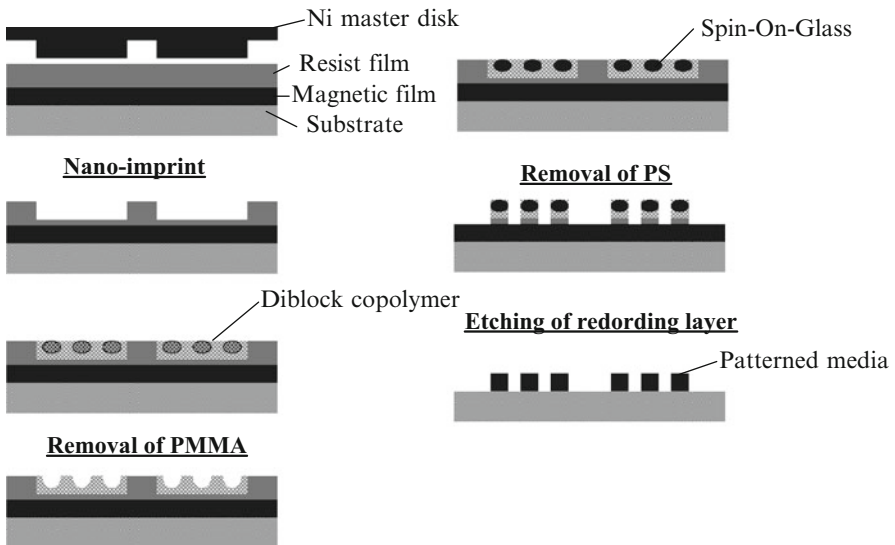 Ni master disk
Resist film
Magnetic film
Substrate
Nano-imprint
Diblock copolymer
Removal of PMMA
Spin-On-Glass
Removal of PS
Etching of redording layer
Patterned media